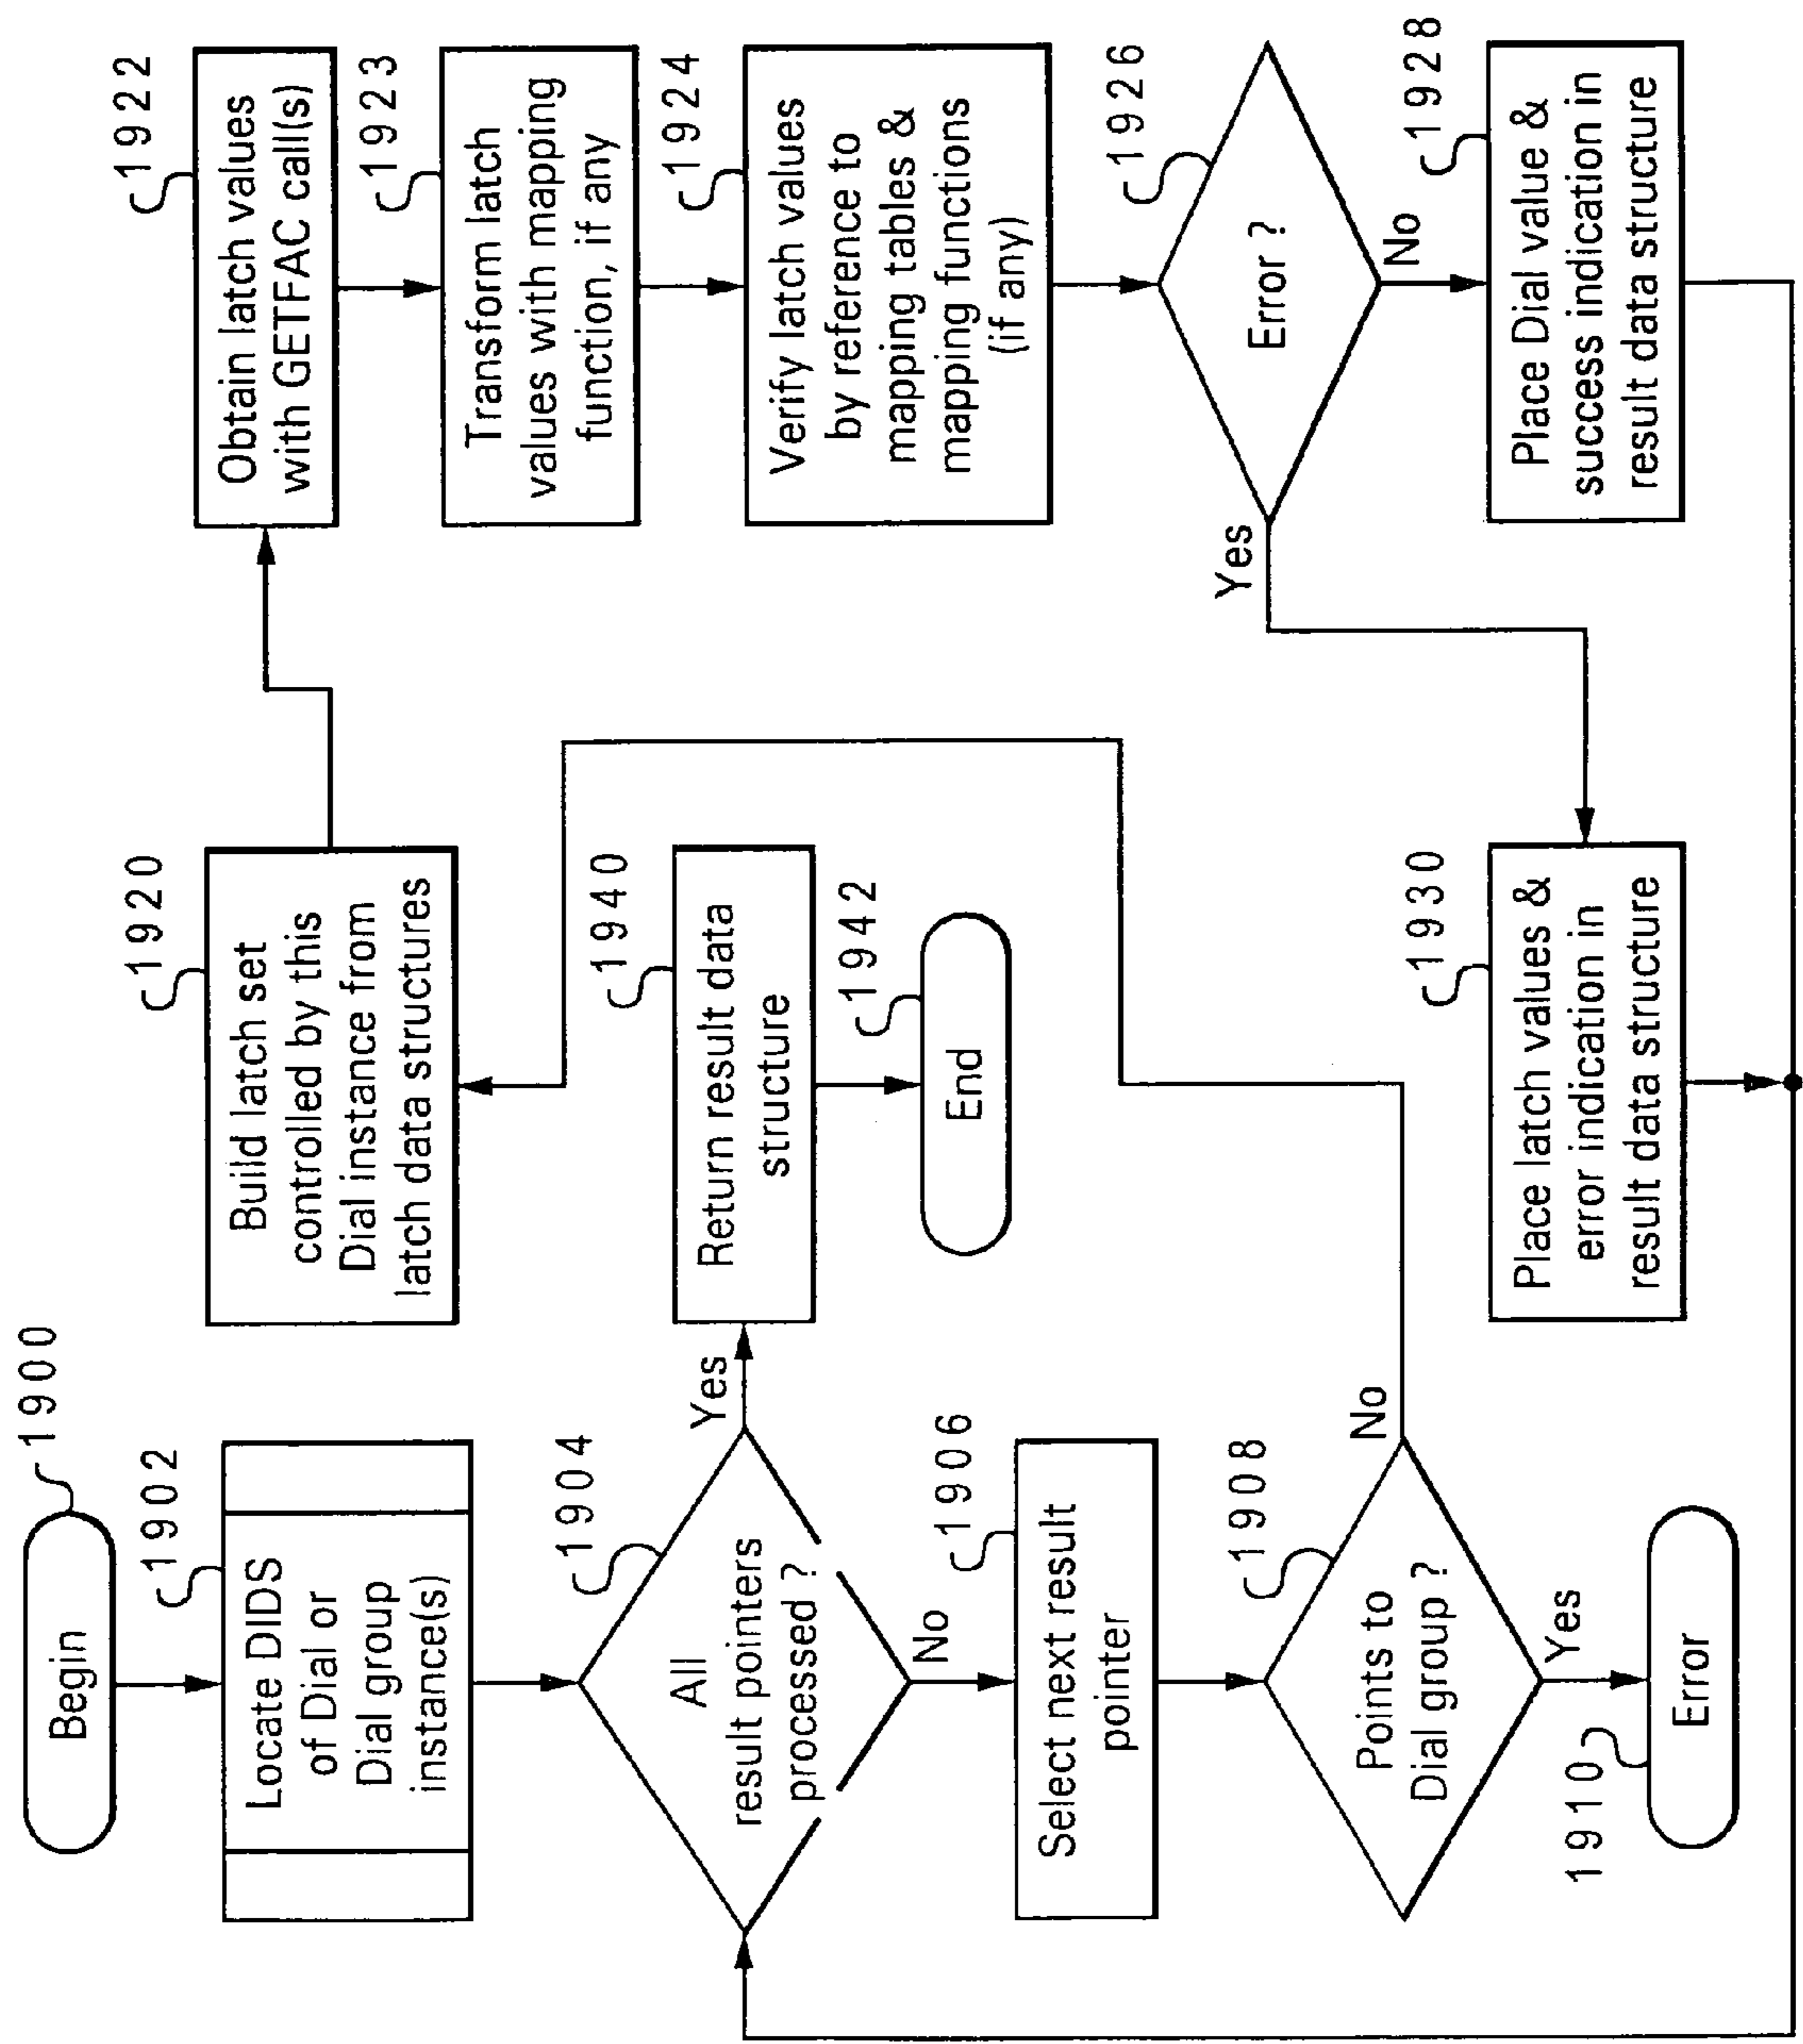 Begin
1900
1902
Locate DIDS
of Dial or
Dial group
instance(s)
1904
All
result pointers
processed ?
Yes
No
1906
Select next result
pointer
1908
Points to
Dial group ?
No
Yes
1910
Error
1920
Build latch set
controlled by this
Dial instance from
latch data structures
1940
Return result data
structure
1942
End
1922
Obtain latch values
with GETFAC call(s)
1923
Transform latch
values with mapping
function, if any
1924
Verify latch values
by reference to
mapping tables &
mapping functions
(if any)
1926
Error ?
Yes
No
1928
Place Dial value &
success indication in
result data structure
1930
Place latch values &
error indication in
result data structure